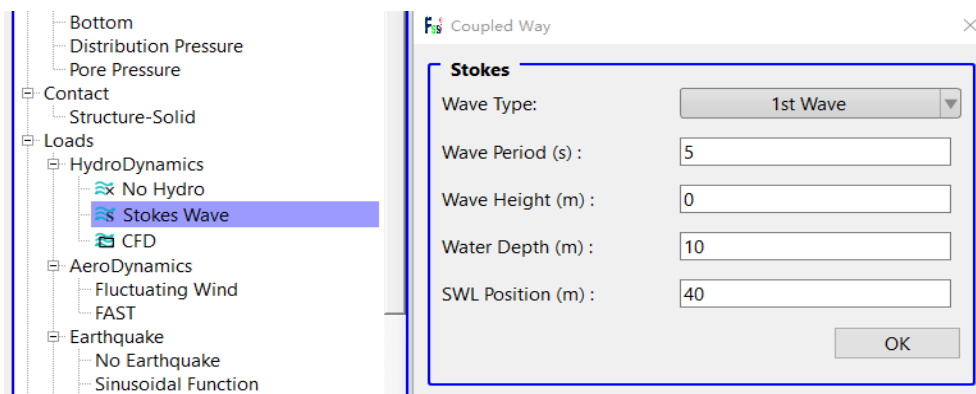 Bottom
Distribution Pressure
Pore Pressure
Contact
Structure-Solid
Loads
HydroDynamics
No Hydro
Stokes Wave
CFD
AeroDynamics
Fluctuating Wind
FAST
Earthquake
No Earthquake
Sinusoidal Function
Fssi Coupled Way
Stokes
Wave Type: 1st Wave
Wave Period (s) : 5
Wave Height (m) : 0
Water Depth (m) : 10
SWL Position (m) : 40
OK